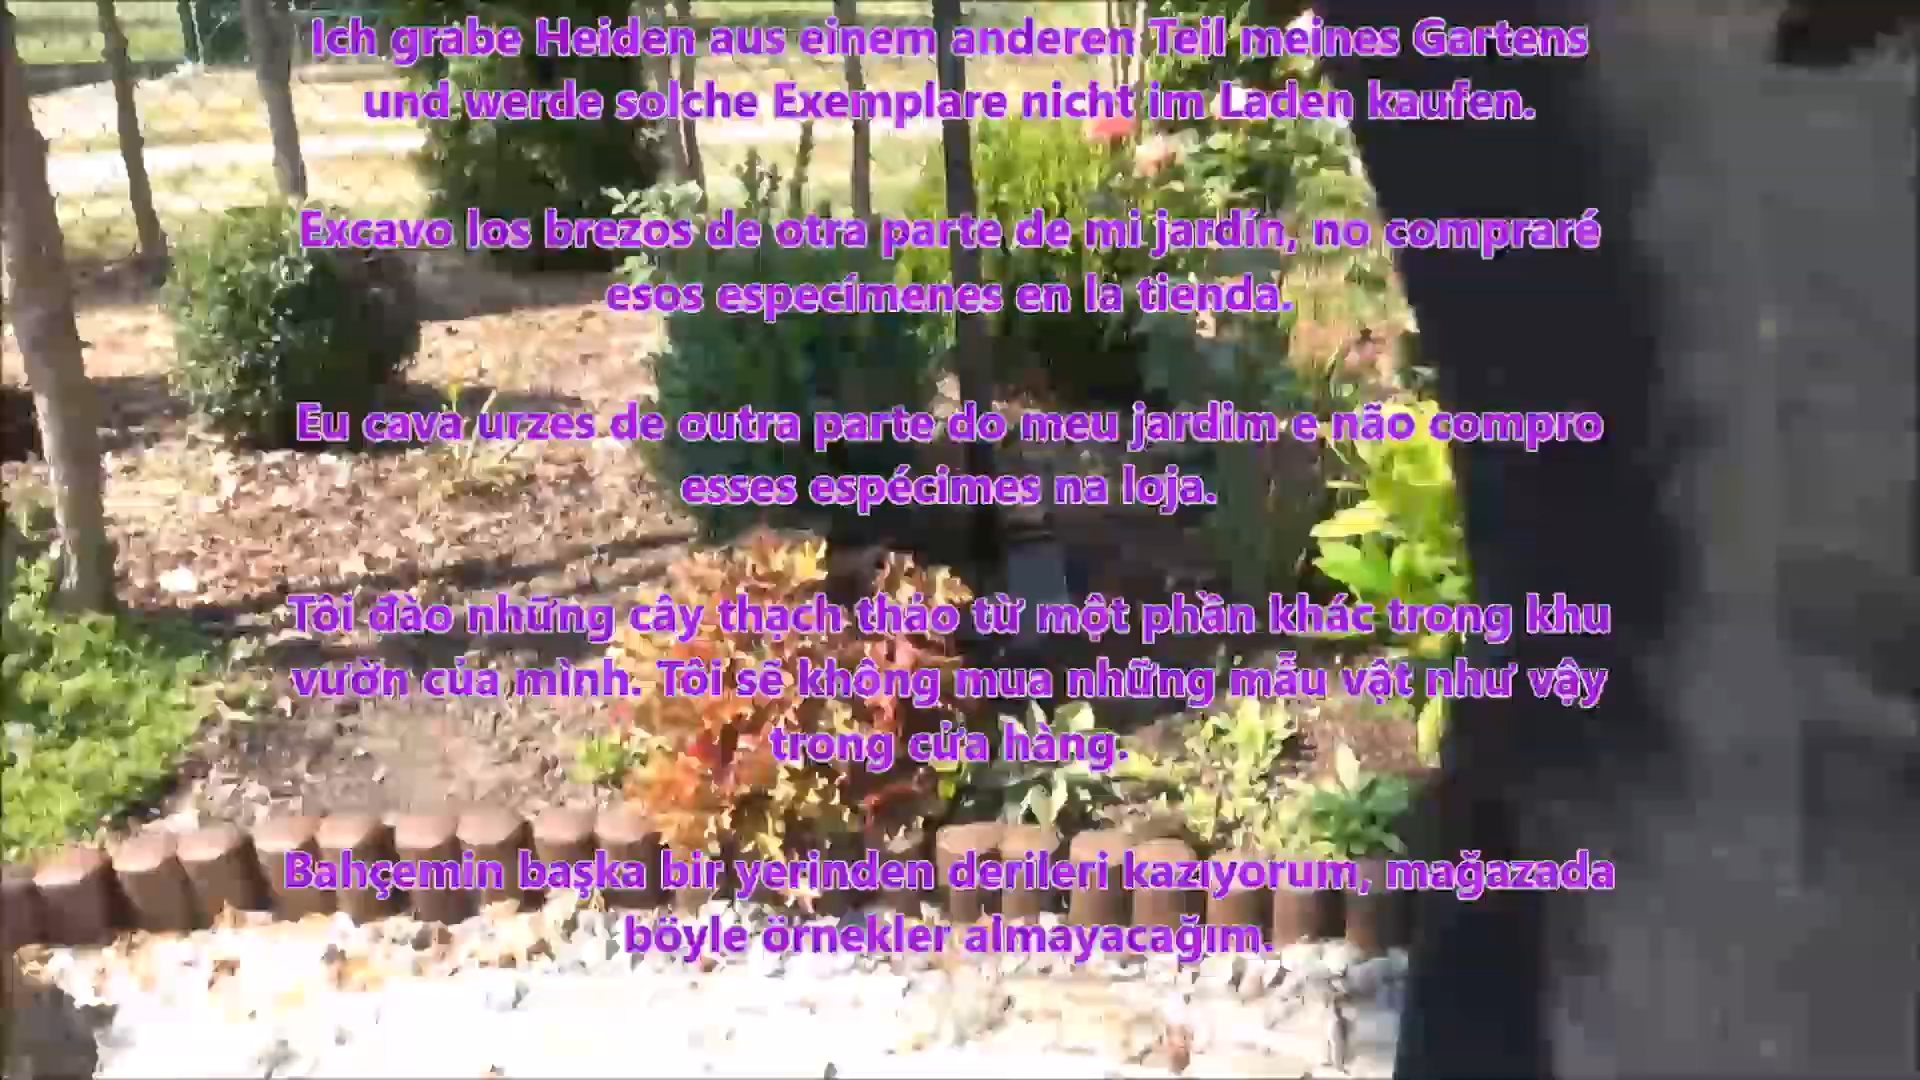 Ich grabe Heiden aus einem anderen Teil meines Gartens
und werde solche Exemplare nicht im Laden kaufen.
Excavo los brezos de otra parte de mi jardín, no compraré
esos especímenes en la tienda.
Eu cava urzes de outra parte do meu jardim e não compro
esses espécimes na loja.
Tôi đào những cây thạch thảo từ một phần khác trong khu
vườn của mình. Tôi sẽ không mua những mẫu vật như vậy
trong cửa hàng.
Bahçemin başka bir yerinden derileri kazıyorum, mağazada
böyle örnekler almayacağım.